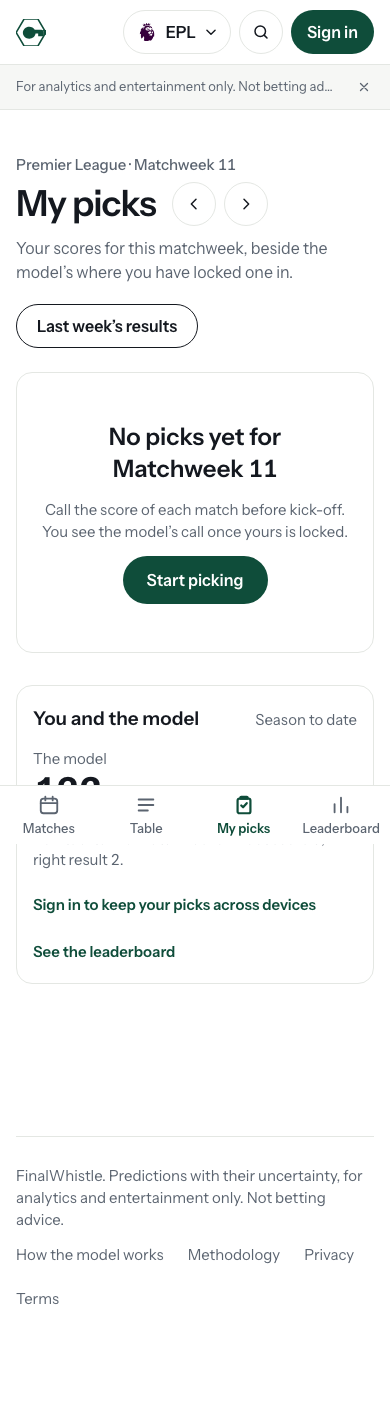 EPL
Sign in
For analytics and entertainment only. Not betting ad...
Premier League · Matchweek 11
My picks
Your scores for this matchweek, beside the
model’s where you have locked one in.
Last week’s results
No picks yet for
Matchweek 11
Call the score of each match before kick-off.
You see the model’s call once yours is locked.
Start picking
You and the model
Season to date
The model
Matches
Table
My picks
Leaderboard
right result 2.
Sign in to keep your picks across devices
See the leaderboard
FinalWhistle. Predictions with their uncertainty, for
analytics and entertainment only. Not betting
advice.
How the model works
Methodology
Privacy
Terms